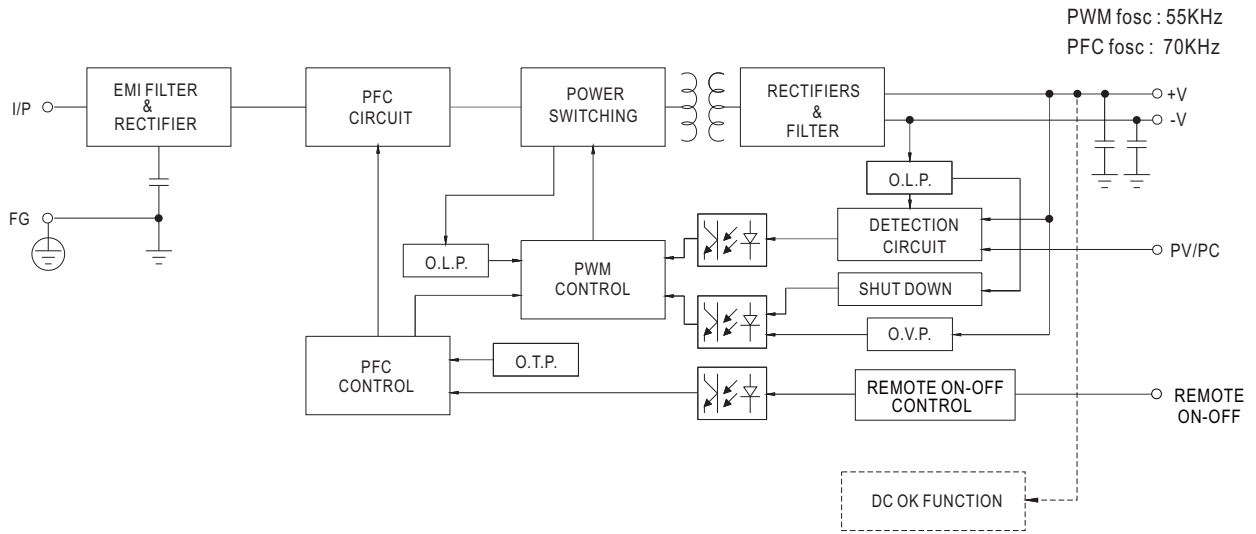 PWM fosc : 55KHz
PFC fosc : 70KHz
I/P
EMI FILTER
&
RECTIFIER
PFC
CIRCUIT
POWER
SWITCHING
RECTIFIERS
&
FILTER
+V
-V
FG
O.L.P.
DETECTION
CIRCUIT
PV/PC
O.L.P.
PWM
CONTROL
SHUT DOWN
O.V.P.
PFC
CONTROL
O.T.P.
REMOTE ON-OFF
CONTROL
REMOTE
ON-OFF
DC OK FUNCTION